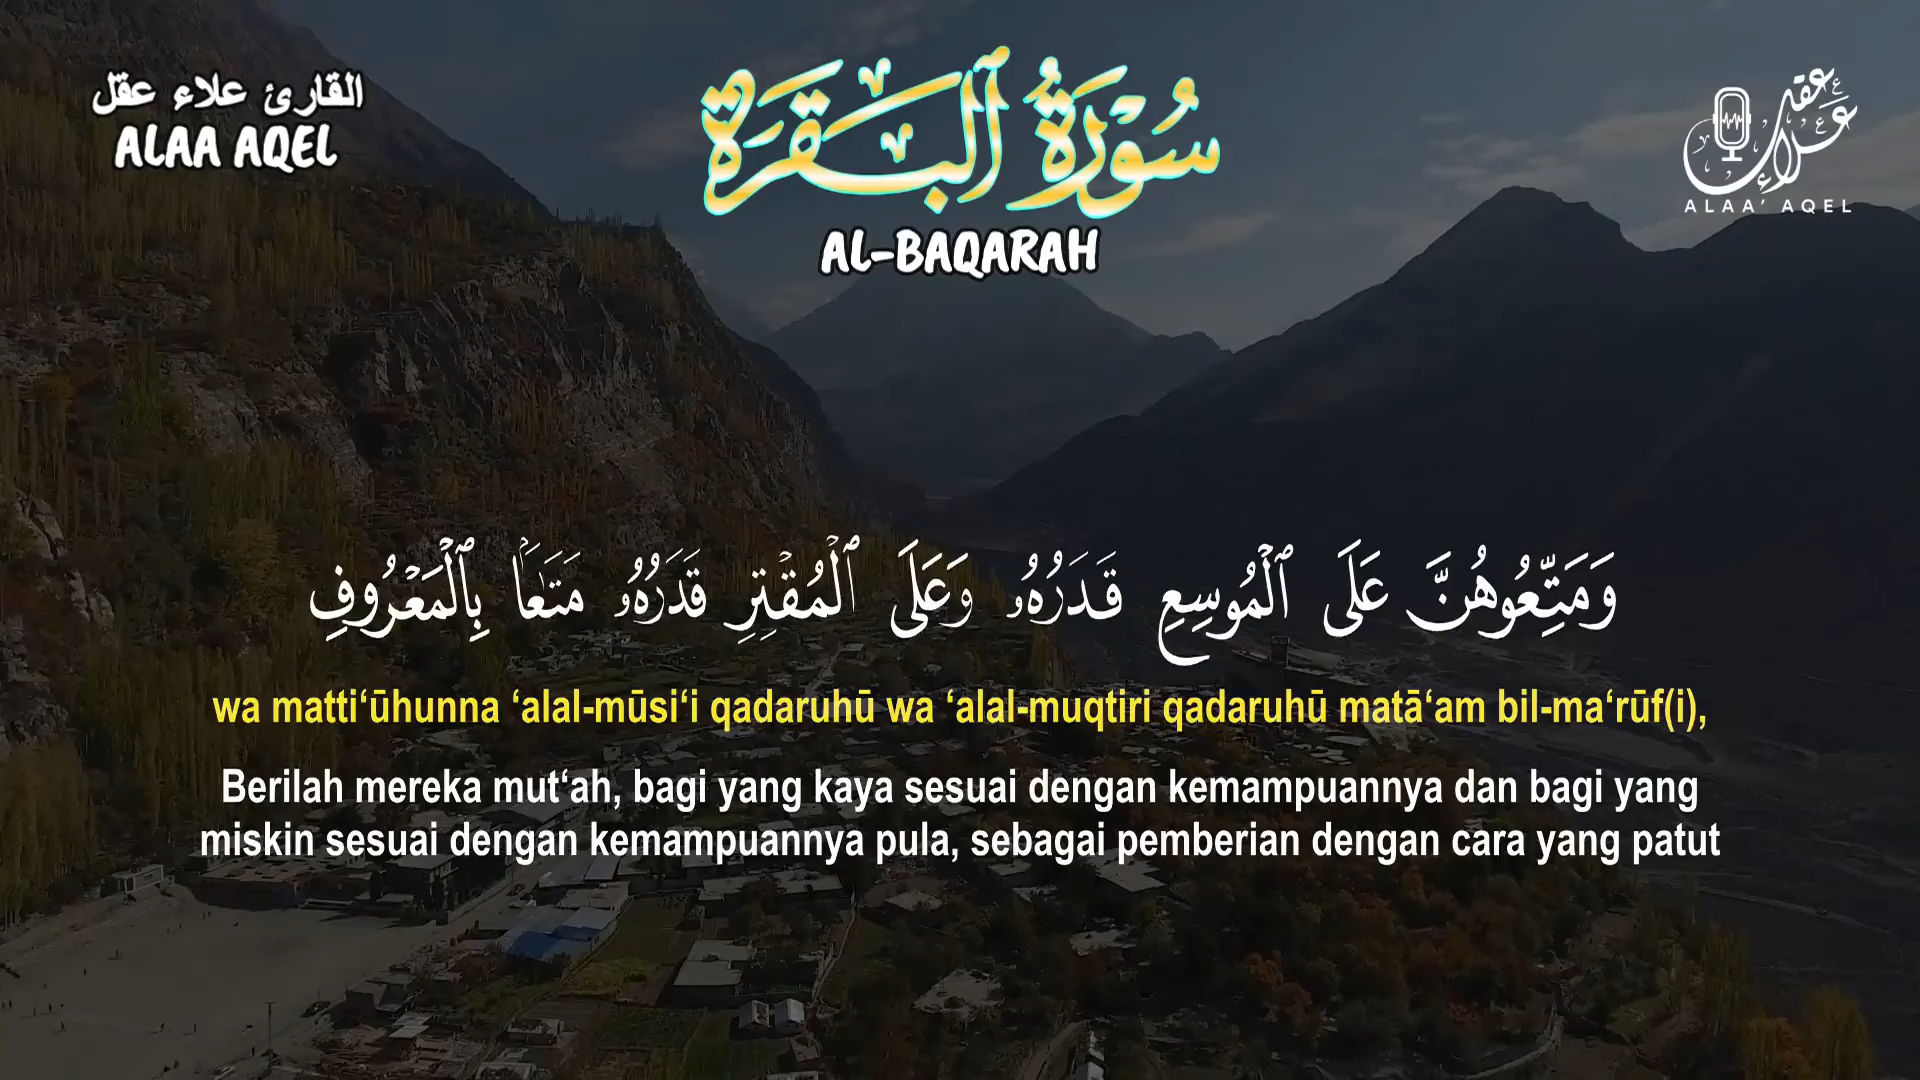 القارئ علاء عقل
ALAA AQEL
سُورَةُ ٱلْبَقَرَة
AL-BAQARAH
علاء عقل
ALAA' AQEL
وَمَتِّعُوهُنَّ عَلَى ٱلْمُوسِعِ قَدَرُهُۥ وَعَلَى ٱلْمُقْتِرِ قَدَرُهُۥ مَتَـٰعًۢا بِٱلْمَعْرُوفِ
wa matti‘ūhunna ‘alal-mūsi‘i qadaruhū wa ‘alal-muqtiri qadaruhū matā‘am bil-ma‘rūf(i),
Berilah mereka mut‘ah, bagi yang kaya sesuai dengan kemampuannya dan bagi yang
miskin sesuai dengan kemampuannya pula, sebagai pemberian dengan cara yang patut